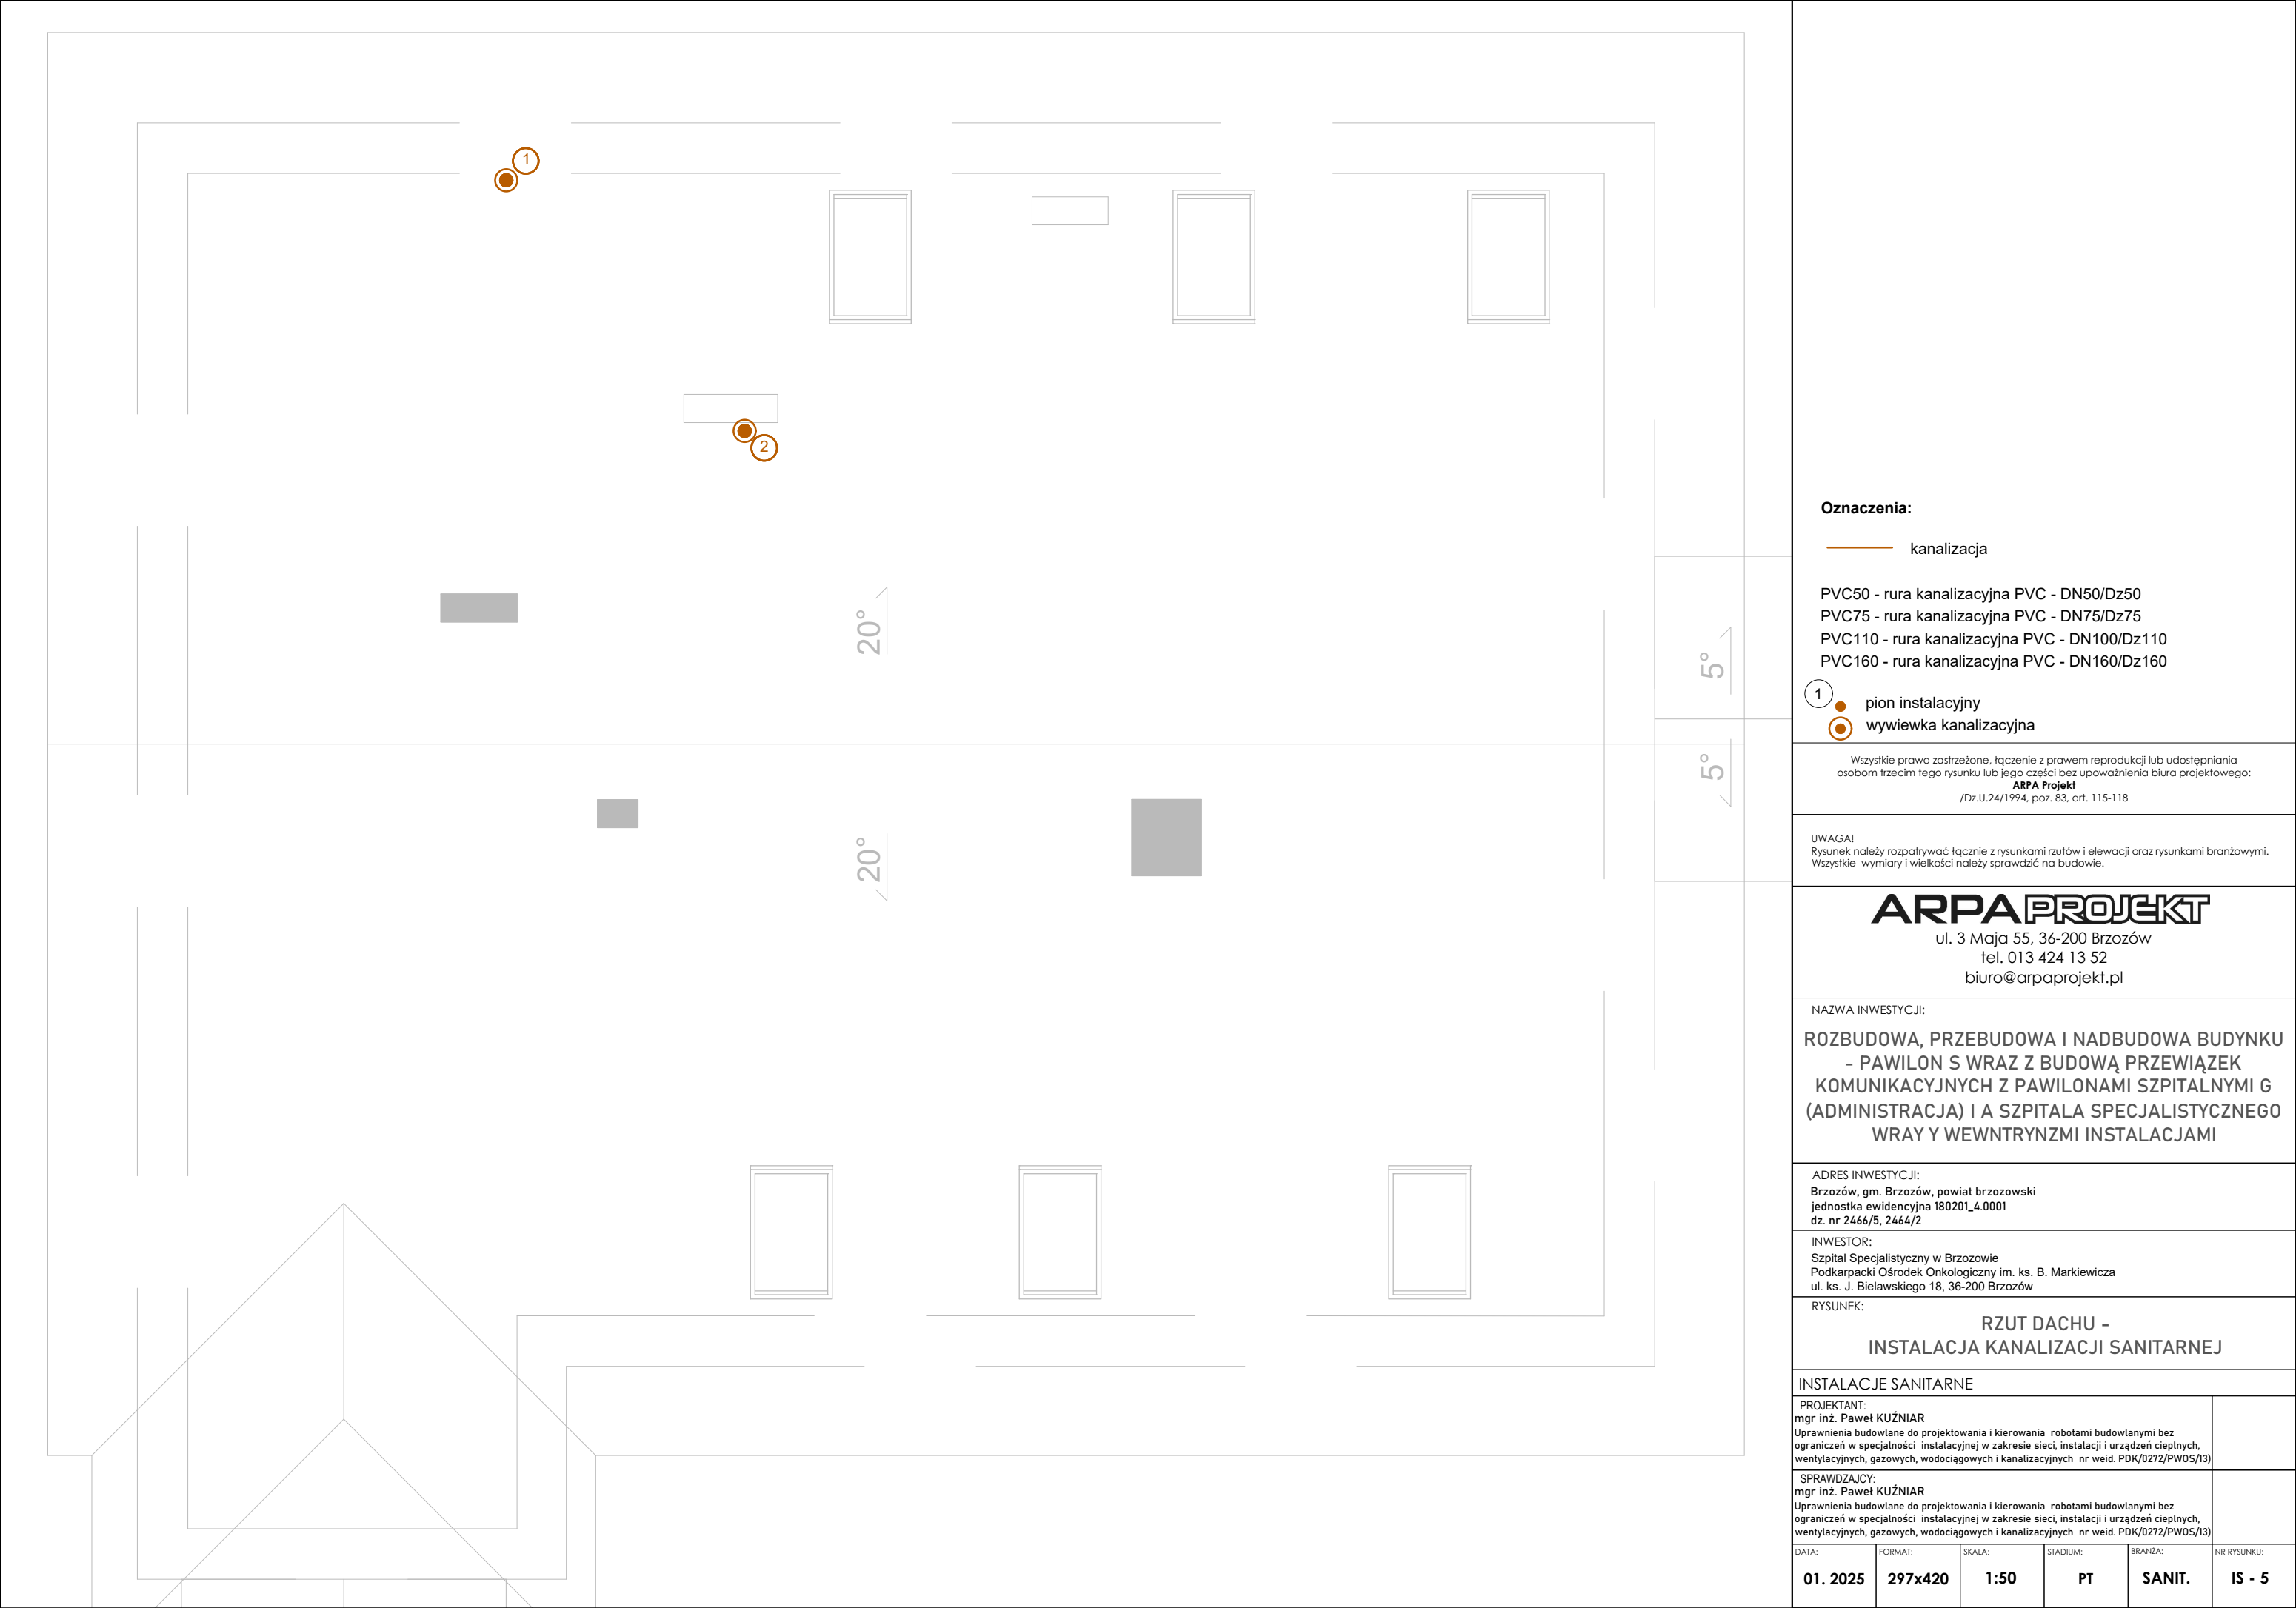 1
2
20°
5°
5°
20°
Oznaczenia:
kanalizacja
PVC50 - rura kanalizacyjna PVC - DN50/Dz50
PVC75 - rura kanalizacyjna PVC - DN75/Dz75
PVC110 - rura kanalizacyjna PVC - DN100/Dz110
PVC160 - rura kanalizacyjna PVC - DN160/Dz160
1
pion instalacyjny
wywiewka kanalizacyjna
Wszystkie prawa zastrzeżone, łączenie z prawem reprodukcji lub udostępniania
osobom trzecim tego rysunku lub jego części bez upoważnienia biura projektowego:
ARPA Projekt
/Dz.U.24/1994, poz. 83, art. 115-118
UWAGA!
Rysunek należy rozpatrywać łącznie z rysunkami rzutów i elewacji oraz rysunkami branżowymi.
Wszystkie wymiary i wielkości należy sprawdzić na budowie.
ARPA PROJEKT
ul. 3 Maja 55, 36-200 Brzozów
tel. 013 424 13 52
biuro@arpaprojekt.pl
NAZWA INWESTYCJI:
ROZBUDOWA, PRZEBUDOWA I NADBUDOWA BUDYNKU
- PAWILON S WRAZ Z BUDOWĄ PRZEWIĄZEK
KOMUNIKACYJNYCH Z PAWILONAMI SZPITALNYMI G
(ADMINISTRACJA) I A SZPITALA SPECJALISTYCZNEGO
WRAY Y WEWNTRYNZMI INSTALACJAMI
ADRES INWESTYCJI:
Brzozów, gm. Brzozów, powiat brzozowski
jednostka ewidencyjna 180201_4.0001
dz. nr 2466/5, 2464/2
INWESTOR:
Szpital Specjalistyczny w Brzozowie
Podkarpacki Ośrodek Onkologiczny im. ks. B. Markiewicza
ul. ks. J. Bielawskiego 18, 36-200 Brzozów
RYSUNEK:
RZUT DACHU -
INSTALACJA KANALIZACJI SANITARNEJ
INSTALACJE SANITARNE
PROJEKTANT:
mgr inż. Paweł KUŹNIAR
Uprawnienia budowlane do projektowania i kierowania robotami budowlanymi bez
ograniczeń w specjalności instalacyjnej w zakresie sieci, instalacji i urządzeń cieplnych,
wentylacyjnych, gazowych, wodociągowych i kanalizacyjnych nr weid. PDK/0272/PWOS/13)
SPRAWDZAJCY:
mgr inż. Paweł KUŹNIAR
Uprawnienia budowlane do projektowania i kierowania robotami budowlanymi bez
ograniczeń w specjalności instalacyjnej w zakresie sieci, instalacji i urządzeń cieplnych,
wentylacyjnych, gazowych, wodociągowych i kanalizacyjnych nr weid. PDK/0272/PWOS/13)
DATA: FORMAT: SKALA: STADIUM: BRANŻA: NR RYSUNKU:
01. 2025 297x420 1:50 PT SANIT. IS - 5